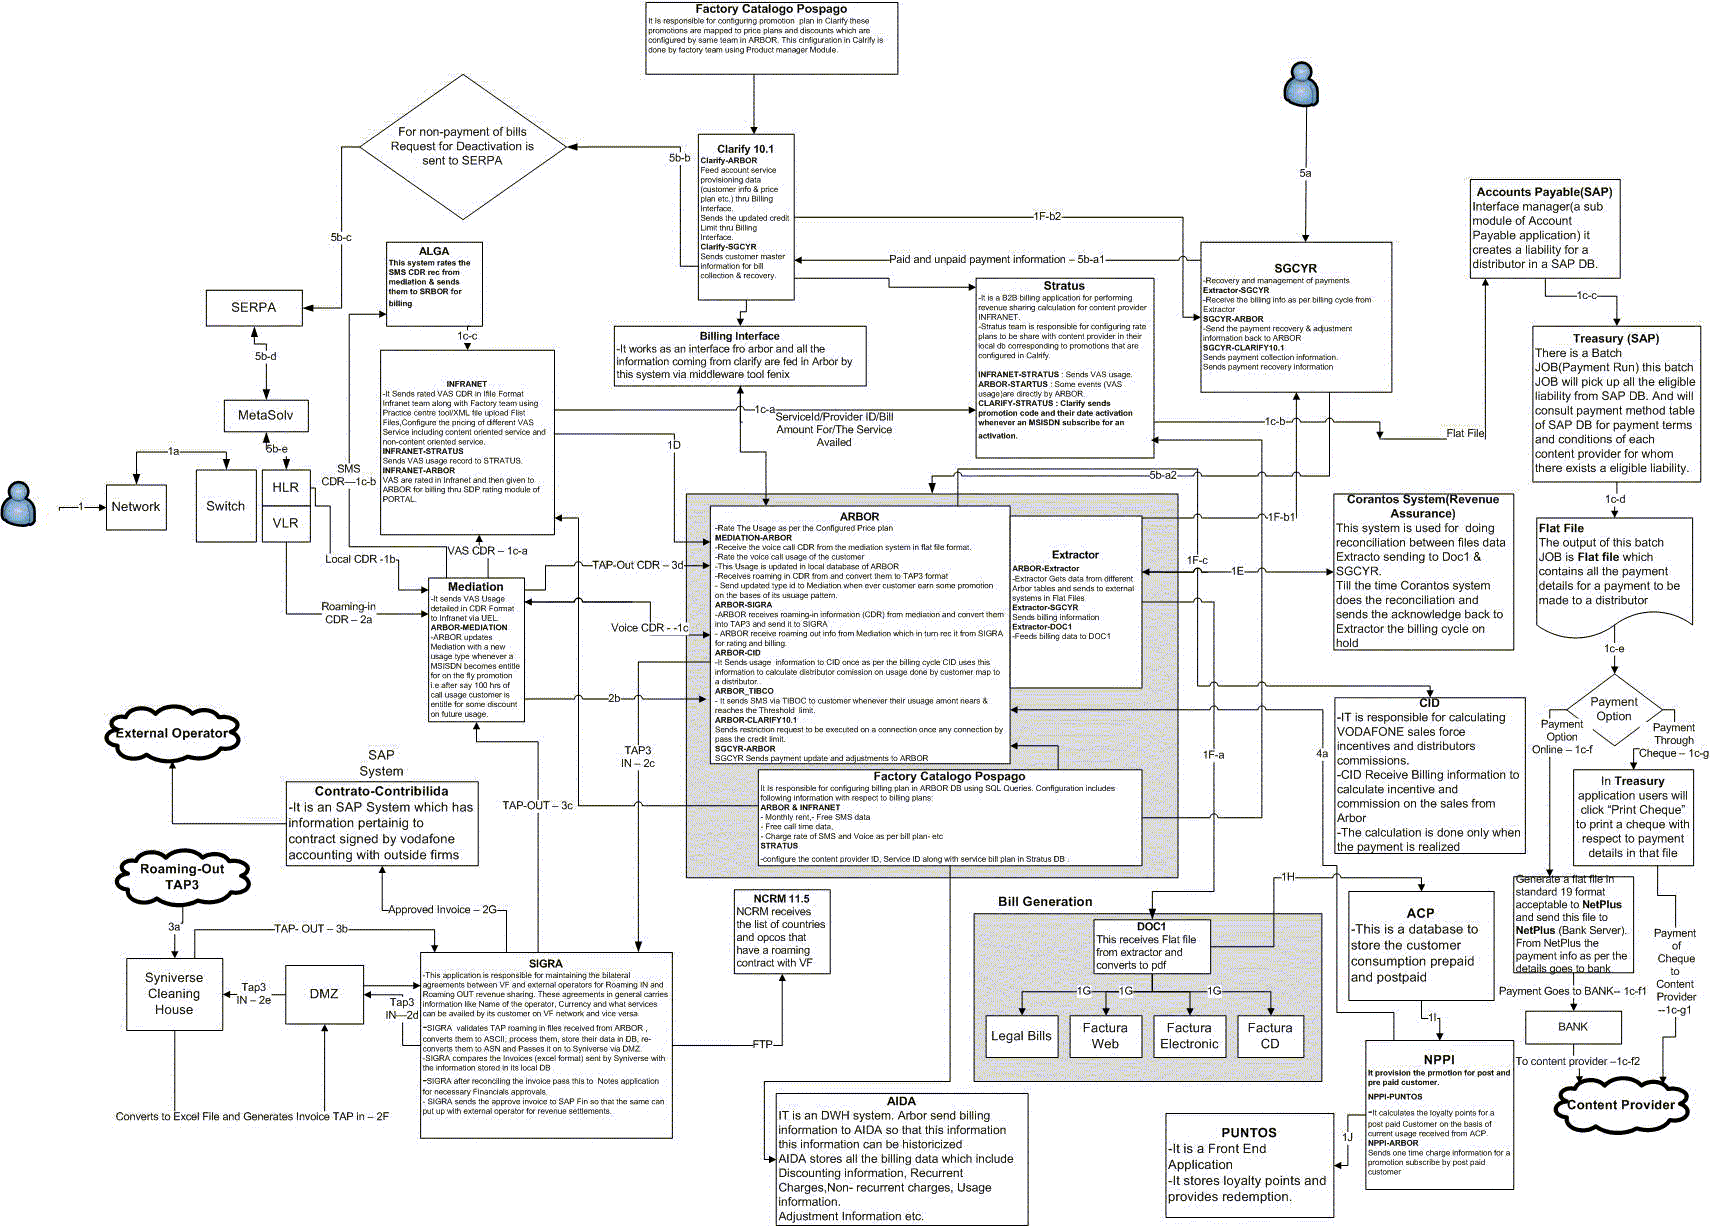 Factory Catalogo Pospago
It Is responsible for configuring promotion plan in Clarify these
promotions are mapped to price plans and discounts which are
configured by same team in ARBOR. This cinfiguration in Calrify is
done by factory team using Product manager Module.
For non-payment of bills
Request for Deactivation is
sent to SERPA
5b-b
Clarify 10.1
Clarify-ARBOR
Feed account service
provisioning data
(customer info & price
plan etc.) thru Billing
Interface.
Sends the updated credit
Limit thru Billing
Interface.
Clarify-SGCYR
Sends customer master
information for bill
collection & recovery.
5a
1F-b2
Paid and unpaid payment information – 5b-a1
SGCYR
-Recovery and management of payments
Extractor-SGCYR
-Receive the billing info as per billing cycle from
Extractor
SGCYR-ARBOR
-Send the payment recovery & adjustment
information back to ARBOR
SGCYR-CLARIFY10.1
Sends payment collection information.
Sends payment recovery information
Accounts Payable(SAP)
Interface manager(a sub
module of Account
Payable application) it
creates a liability for a
distributor in a SAP DB.
1c-c
5b-c
ALGA
This system rates the
SMS CDR rec from
mediation & sends
them to SRBOR for
billing
1c-c
SERPA
5b-d
MetaSolv
5b-e
Billing Interface
-It works as an interface fro arbor and all the
information coming from clarify are fed in Arbor by
this system via middleware tool fenix
Stratus
-It is a B2B billing application for performing
revenue sharing calculation for content provider
INFRANET.
-Stratus team is responsible for configuring rate
plans to be share with content provider in their
local db corresponding to promotions that are
configured in Calrify.
INFRANET-STRATUS : Sends VAS usage.
ARBOR-STARTUS : Some events (VAS
usage)are directly by ARBOR.
CLARIFY-STRATUS : Clarify sends
promotion code and their date activation
whenever an MSISDN subscribe for an
activation.
Treasury (SAP)
There is a Batch
JOB(Payment Run) this batch
JOB will pick up all the eligible
liability from SAP DB. And will
consult payment method table
of SAP DB for payment terms
and conditions of each
content provider for whom
there exists a eligible liability.
1c-d
INFRANET
-It Sends rated VAS CDR in Ifile Format
Infranet team along with Factory team using
Practice centre tool/XML file upload Flist
Files,Configure the pricing of different VAS
Service including content oriented service and
non-content oriented service.
INFRANET-STRATUS
Sends VAS usage record to STRATUS.
INFRANET-ARBOR
VAS are rated in Infranet and then given to
ARBOR for billing thru SDP rating module of
PORTAL.
1c-a
ServiceId/Provider ID/Bill
Amount For/The Service
Availed
1D
1c-b
Flat File
5b-a2
1F-b1
1F-c
1E
1a
1
Network
Switch
HLR
VLR
SMS
CDR—1c-b
Local CDR -1b
VAS CDR – 1c-a
Roaming-in
CDR – 2a
TAP-Out CDR – 3d
Voice CDR - -1c
2b
Mediation
-It sends VAS Usage
detailed in CDR Format
to Infranet via UEL.
ARBOR-MEDIATION
-ARBOR updates
Mediation with a new
usage type whenever a
MSISDN becomes entitle
for on the fly promotion
i.e after say 100 hrs of
call usage customer is
entitle for some discount
on future usage.
ARBOR
-Rate The Usage as per the Configured Price plan
MEDIATION-ARBOR
-Receive the voice call CDR from the mediation system in flat file format.
-Rate the voice call usage of the customer
-This Usage is updated in local database of ARBOR
-Receives roaming in CDR from and convert them to TAP3 format
- Send updated type id to Mediation when ever customer earn some promotion
on the bases of its ususage pattern.
ARBOR-SIGRA
-ARBOR receives roaming-in information (CDR) from mediation and convert them
into TAP3 and send it to SIGRA
- ARBOR receive roaming out info from Mediation which in turn rec it from SIGRA
for rating and billing.
ARBOR-CID
-It Sends usage information to CID once as per the billing cycle CID uses this
information to calculate distributor comission on usage done by customer map to
a distributor.
ARBOR_TIBCO
- It sends SMS via TIBOC to customer whenever their ususage amont nears &
reaches the Threshold limit.
ARBOR-CLARIFY10.1
Sends restriction request to be executed on a connection once any connection by
pass the credit limit.
SGCYR-ARBOR
SGCYR Sends payment update and adjustments to ARBOR
Extractor
ARBOR-Extractor
-Extractor Gets data from different
Arbor tables and sends to external
systems in Flat Files
Extractor-SGCYR
Sends billing information
Extractor-DOC1
-Feeds billing data to DOC1
Corantos System(Revenue
Assurance)
This system is used for doing
reconciliation between files data
Extracto sending to Doc1 &
SGCYR.
Till the time Corantos system
does the reconciliation and
sends the acknowledge back to
Extractor the billing cycle on
hold
Flat File
The output of this batch
JOB is Flat file which
contains all the payment
details for a payment to be
made to a distributor
1c-e
Payment
Option
Payment
Option
Online – 1c-f
Payment
Through
Cheque – 1c-g
CID
-IT is responsible for calculating
VODAFONE sales force
incentives and distributors
commissions.
-CID Receive Billing information to
calculate incentive and
commission on the sales from
Arbor
-The calculation is done only when
the payment is realized
In Treasury
application users will
click “Print Cheque”
to print a cheque with
respect to payment
details in that file
External Operator
SAP
System
Contrato-Contribilida
-It is an SAP System which has
information pertainig to
contract signed by vodafone
accounting with outside firms
TAP3
IN – 2c
TAP-OUT – 3c
1F-a
4a
Factory Catalogo Pospago
It Is responsible for configuring billing plan in ARBOR DB using SQL Queries. Configuration includes
following information with respect to billing plans:
ARBOR & INFRANET
- Monthly rent,- Free SMS data
- Free call time data,
- Charge rate of SMS and Voice as per bill plan- etc
STRATUS
-configure the content provider ID, Service ID along with service bill plan in Stratus DB .
Roaming-Out
TAP3
3a
TAP- OUT – 3b
Approved Invoice – 2G
Syniverse
Cleaning
House
Tap3
IN – 2e
DMZ
Tap3
IN—2d
Converts to Excel File and Generates Invoice TAP in – 2F
SIGRA
-This application is responsible for maintaining the bilateral
agreements between VF and external operators for Roaming IN and
Roaming OUT revenue sharing. These agreements in general carries
information like Name of the operator, Currency and what services
can be availed by its customer on VF network and vice versa.
-SIGRA validates TAP roaming in files received from ARBOR ,
converts them to ASCII, process them, store their data in DB, re-
converts them to ASN and Passes it on to Syniverse via DMZ.
-SIGRA compares the Invoices (excel format) sent by Syniverse with
the information stored in its local DB
-SIGRA after reconciling the invoice pass this to Notes application
for necessary Financials approvals.
- SIGRA sends the approve invoice to SAP Fin so that the same can
put up with external operator for revenue settlements.
FTP
NCRM 11.5
NCRM receives
the list of countries
and opcos that
have a roaming
contract with VF
Bill Generation
DOC1
This receives Flat file
from extractor and
converts to pdf
1G
1G
1G
Legal Bills
Factura
Web
Factura
Electronic
Factura
CD
1H
ACP
-This is a database to
store the customer
consumption prepaid
and postpaid
1I
Generate a flat file in
standard 19 format
acceptable to NetPlus
and send this file to
NetPlus (Bank Server).
From NetPlus the
payment info as per the
details goes to bank
Payment Goes to BANK– 1c-f1
BANK
To content provider –1c-f2
Payment
of
Cheque
to
Content
Provider
--1c-g1
Content Provider
AIDA
IT is an DWH system. Arbor send billing
information to AIDA so that this information
this information can be historicized
AIDA stores all the billing data which include
Discounting information, Recurrent
Charges,Non- recurrent charges, Usage
information.
Adjustment Information etc.
PUNTOS
-It is a Front End
Application
-It stores loyalty points and
provides redemption.
1J
NPPI
It provision the prmotion for post and
pre paid customer.
NPPI-PUNTOS
-It calculates the loyalty points for a
post paid Customer on the basis of
current usage received from ACP.
NPPI-ARBOR
Sends one time charge information for a
promotion subscribe by post paid
customer